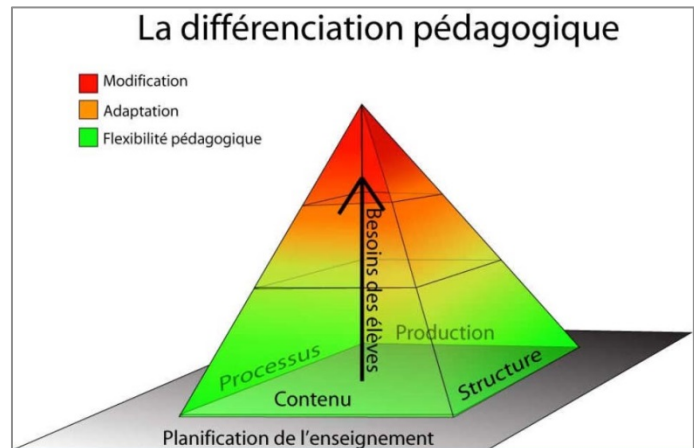 La différenciation pédagogique
Modification
Adaptation
Flexibilité pédagogique
Besoins des élèves
Production
Processus
Structure
Contenu
Planification de l'enseignement